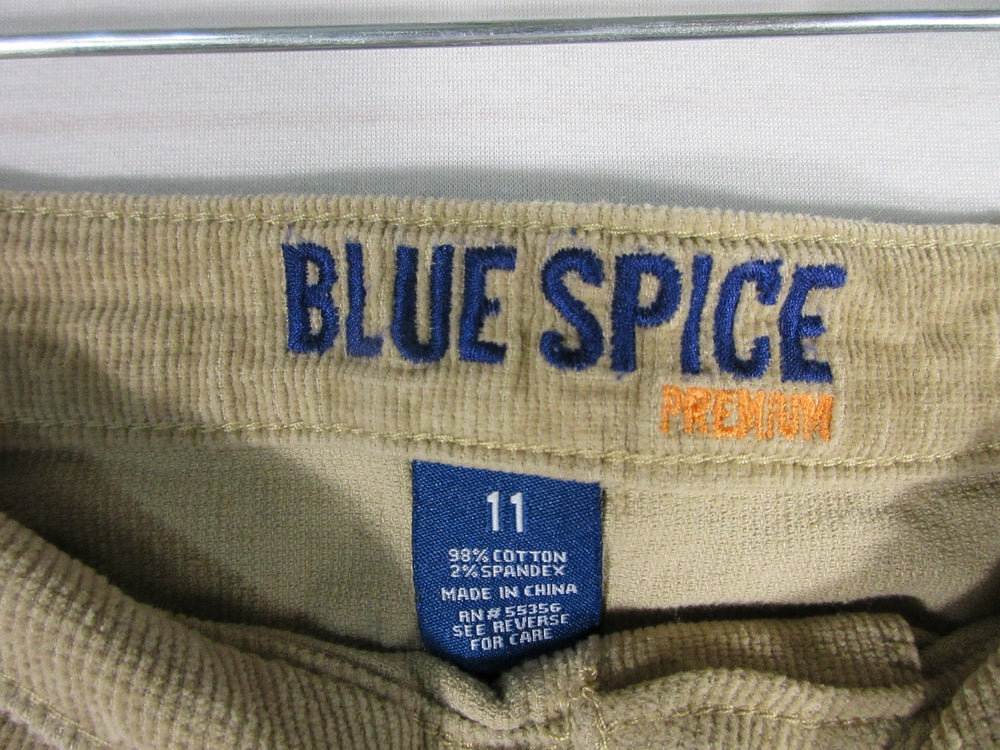 BLUE SPICE
PREMIUM
11
98% COTTON
2% SPANDEX
MADE IN CHINA
RN# 55356
SEE REVERSE
FOR CARE